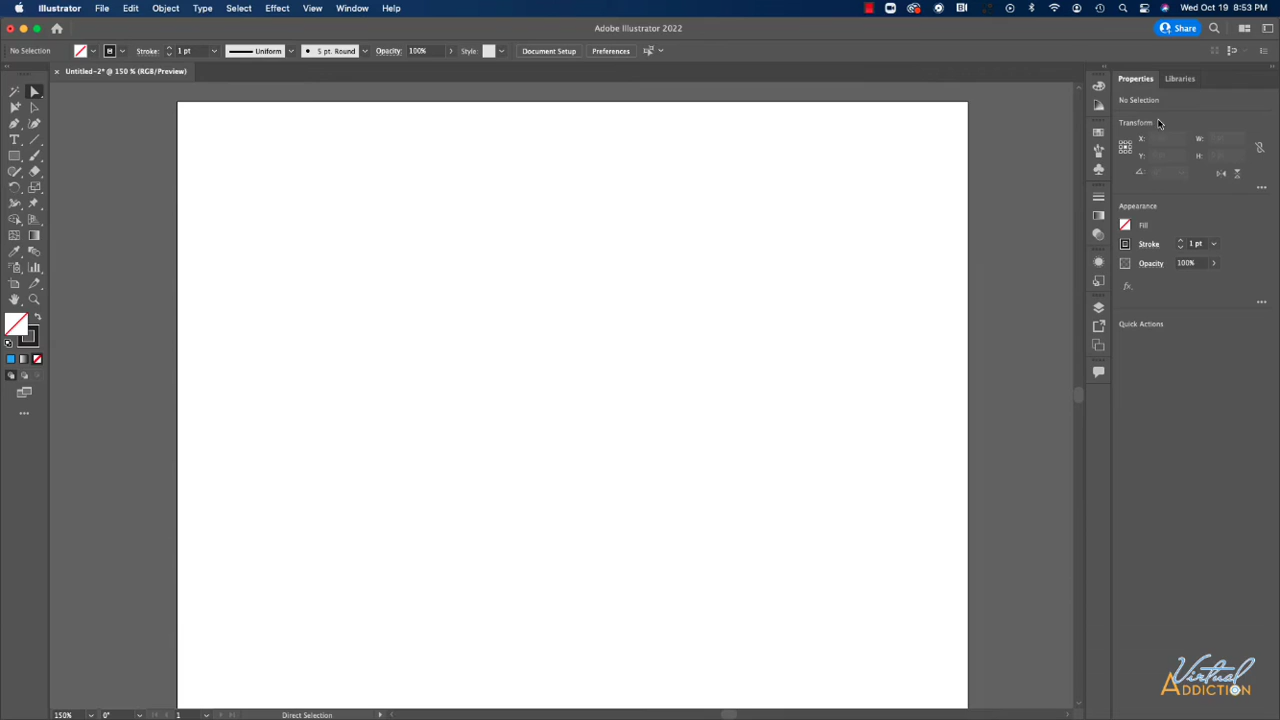 Illustrator File Edit Object Type Select Effect View Window Help
Wed Oct 19 8:53 PM
Adobe Illustrator 2022
Share
No Selection
Stroke: 1 pt
Uniform
5 pt. Round
Opacity: 100%
Style:
Document Setup
Preferences
× Untitled-2* @ 150 % (RGB/Preview)
Properties Libraries
No Selection
Transform
X: W:
Y: H:
Appearance
Fill
Stroke 1 pt
Opacity 100%
fx.
Quick Actions
Virtual
ADDICTION
150% 0° 1 Direct Selection